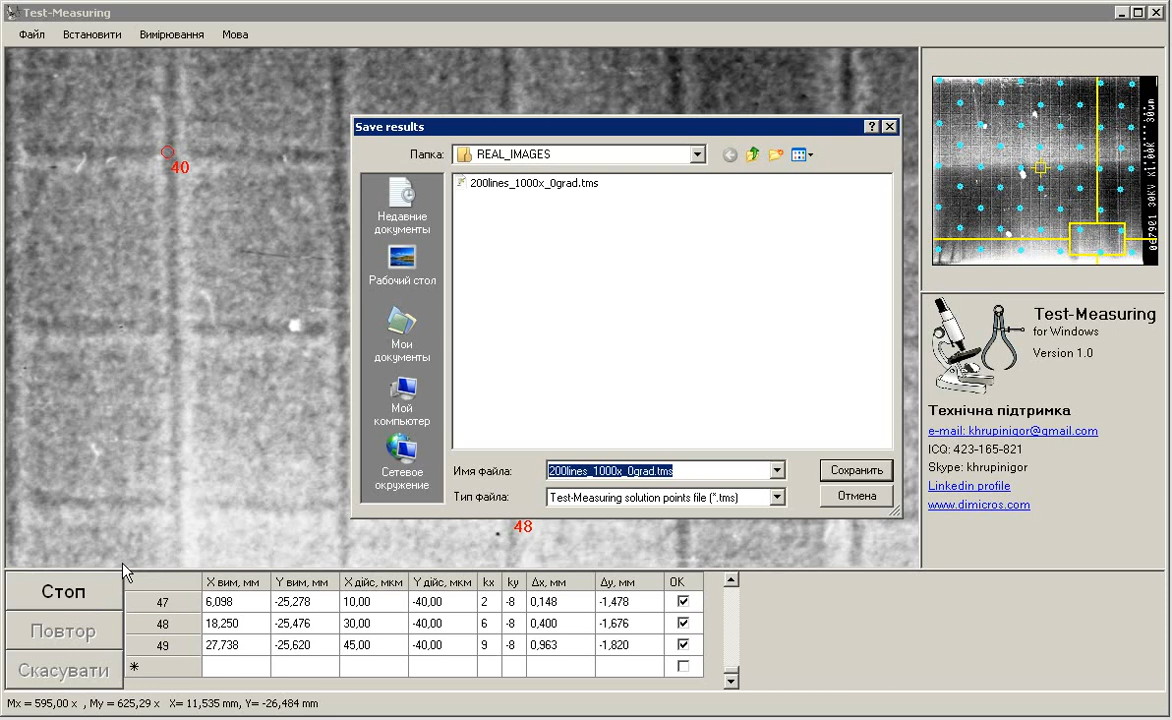 Test-Measuring
Файл Встановити Вимірювання Мова
40
Save results
Папка: REAL_IMAGES
200lines_1000x_0grad.tms
Недавние документы
Рабочий стол
Мои документы
Мой компьютер
Сетевое окружение
Имя файла: 200lines_1000x_0grad.tms Сохранить
Тип файла: Test-Measuring solution points file (*.tms) Отмена
48
067901 30KV X1.00K 30um
Test-Measuring
for Windows
Version 1.0
Технічна підтримка
e-mail: khrupinigor@gmail.com
ICQ: 423-165-821
Skype: khrupinigor
Linkedin profile
www.dimicros.com
Стоп
Повтор
Скасувати
X вим, мм Y вим, мм X дійс, мкм Y дійс, мкм kx ky Δx, мм Δy, мм OK
47 6,098 -25,278 10,00 -40,00 2 -8 0,148 -1,478
48 18,250 -25,476 30,00 -40,00 6 -8 0,400 -1,676
49 27,738 -25,620 45,00 -40,00 9 -8 0,963 -1,820
*
Mx = 595,00 x , My = 625,29 x X= 11,535 mm, Y= -26,484 mm